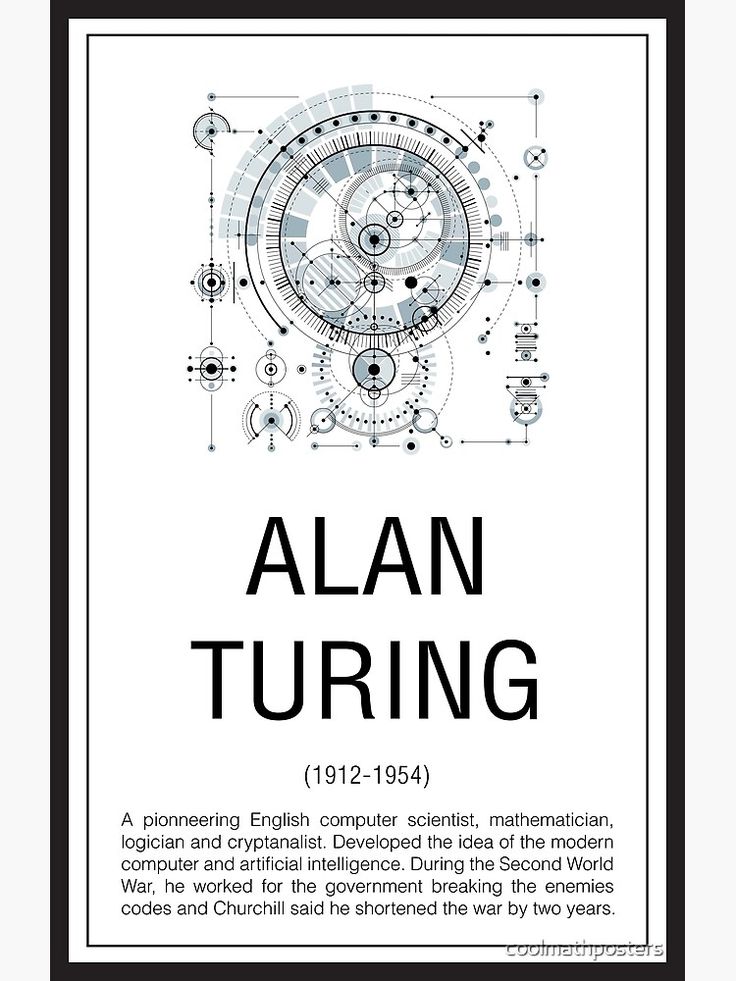 ALAN
TURING
(1912-1954)
A pionneering English computer scientist, mathematician,
logician and cryptanalist. Developed the idea of the modern
computer and artificial intelligence. During the Second World
War, he worked for the government breaking the enemies
codes and Churchill said he shortened the war by two years.
coolmathposters